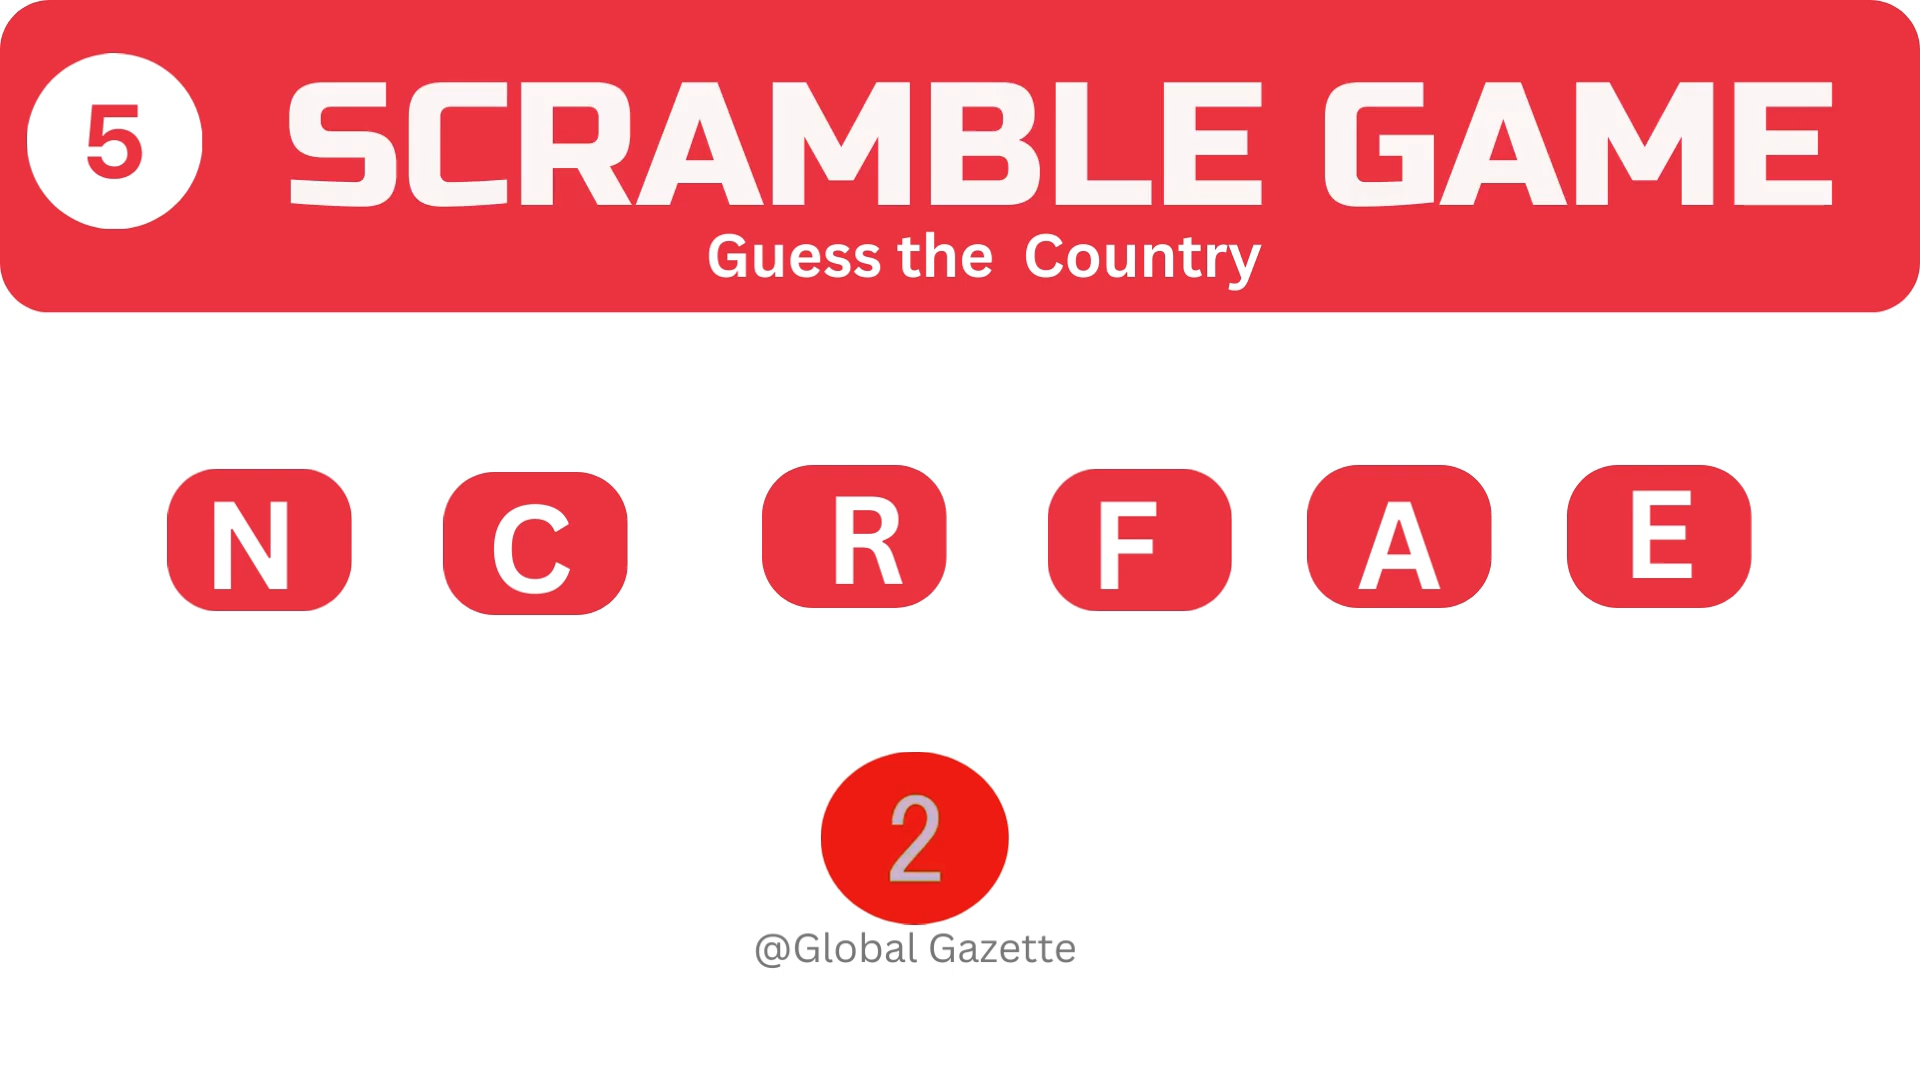 5 SCRAMBLE GAME
Guess the Country
N C R F A E
2
@Global Gazette